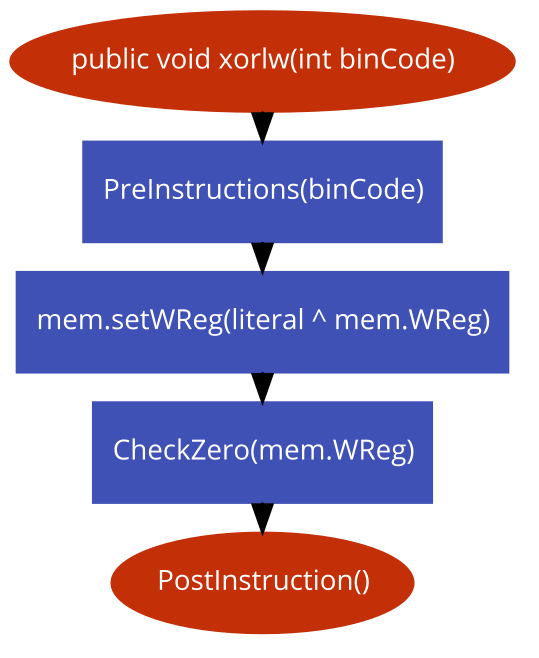 public void xorlw(int binCode)
PreInstructions(binCode)
mem.setWReg(literal ^ mem.WReg)
CheckZero(mem.WReg)
PostInstruction()